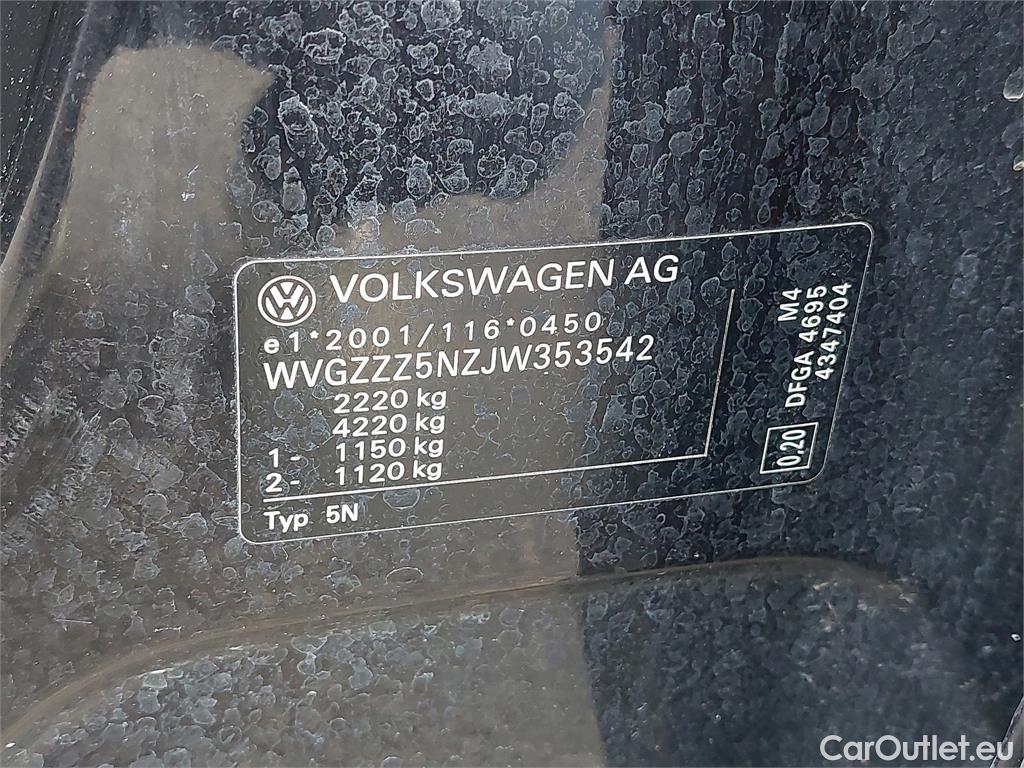 VOLKSWAGEN AG
e1*2001/116*0450
WVGZZZ5NZJW353542
2220 kg
4220 kg
1- 1150 kg
2- 1120 kg
Typ 5N
M4
DFGA 4695
4347404
0.20
CarOutlet.eu